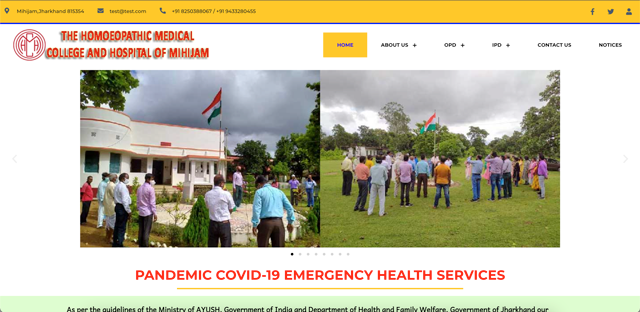 Mihijam,Jharkhand 815354 test@test.com +91 8250388067 / +91 9433280455
THE HOMOEOPATHIC MEDICAL
COLLEGE AND HOSPITAL OF MIHIJAM
HOME ABOUT US + OPD + IPD + CONTACT US NOTICES
PANDEMIC COVID-19 EMERGENCY HEALTH SERVICES
As per the guidelines of the Ministry of AYUSH, Government of India and Department of Health and Family Welfare, Government of Jharkhand our